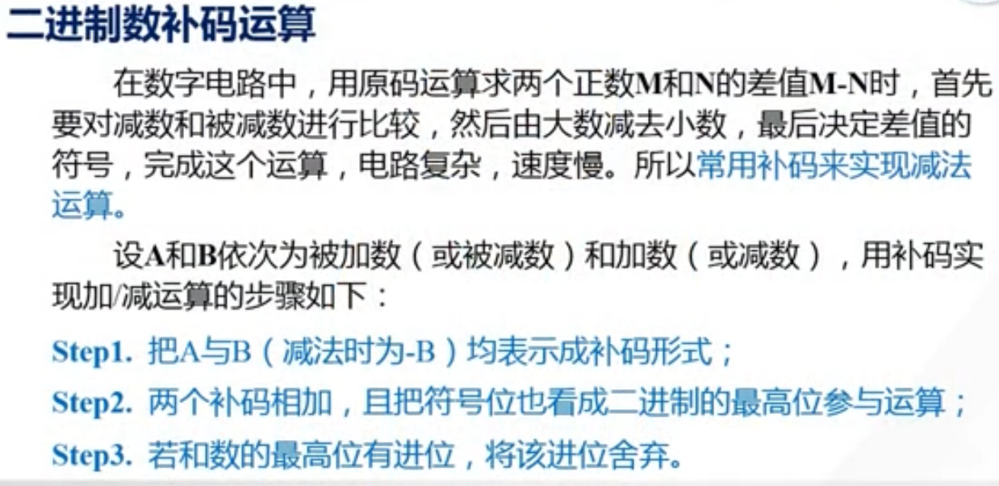 二进制数补码运算
在数字电路中，用原码运算求两个正数M和N的差值M-N时，首先
要对减数和被减数进行比较，然后由大数减去小数，最后决定差值的
符号，完成这个运算，电路复杂，速度慢。所以常用补码来实现减法
运算。
设A和B依次为被加数（或被减数）和加数（或减数），用补码实
现加/减运算的步骤如下：
Step1. 把A与B（减法时为-B）均表示成补码形式；
Step2. 两个补码相加，且把符号位也看成二进制的最高位参与运算；
Step3. 若和数的最高位有进位，将该进位舍弃。